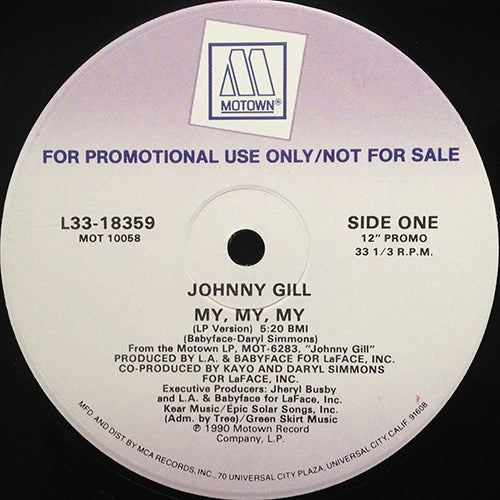 MOTOWN®
FOR PROMOTIONAL USE ONLY/NOT FOR SALE
L33-18359
MOT 10058
SIDE ONE
12" PROMO
33 1/3 R.P.M.
JOHNNY GILL
MY, MY, MY
(LP Version) 5:20 BMI
(Babyface-Daryl Simmons)
From the Motown LP, MOT-6283, "Johnny Gill"
PRODUCED BY L.A. & BABYFACE FOR LaFACE, INC.
CO-PRODUCED BY KAYO AND DARYL SIMMONS
FOR LaFACE, INC.
Executive Producers: Jheryl Busby
and L.A. & Babyface for LaFace, Inc.
Kear Music/Epic Solar Songs, Inc.
(Adm. by Tree)/Green Skirt Music
℗ 1990 Motown Record
Company, L.P.
MFD. AND DIST BY MCA RECORDS, INC., 70 UNIVERSAL CITY PLAZA, UNIVERSAL CITY, CALIF. 91608